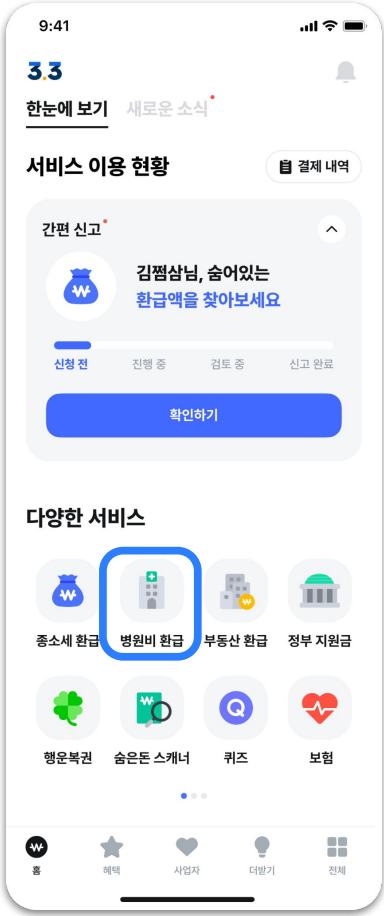 9:41
3.3
한눈에 보기 새로운 소식
서비스 이용 현황 결제 내역
간편 신고
김쩜삼님, 숨어있는
환급액을 찾아보세요
신청 전 진행 중 검토 중 신고 완료
확인하기
다양한 서비스
종소세 환급 병원비 환급 부동산 환급 정부 지원금
행운복권 숨은돈 스캐너 퀴즈 보험
홈 혜택 사업자 더받기 전체